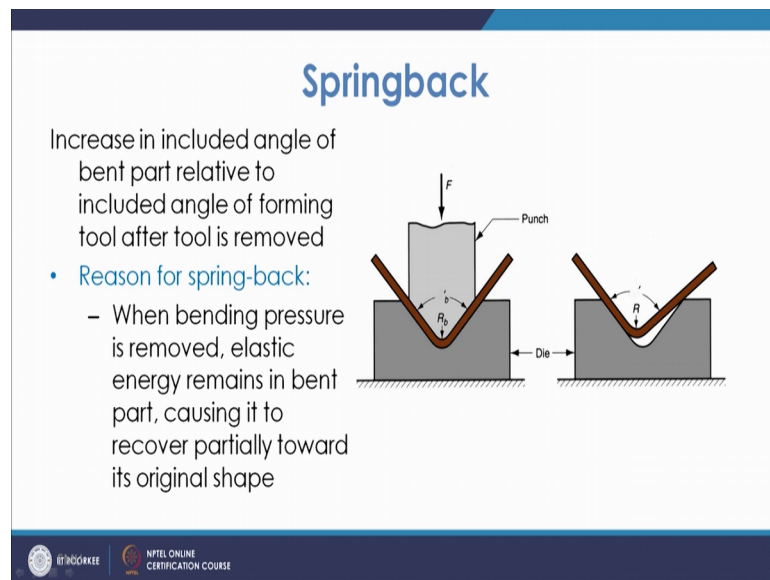 Springback
Increase in included angle of
bent part relative to
included angle of forming
tool after tool is removed
• Reason for spring-back:
– When bending pressure
is removed, elastic
energy remains in bent
part, causing it to
recover partially toward
its original shape
F
Punch
'b
Rb
Die
'
R
NPTEL ONLINE
CERTIFICATION COURSE